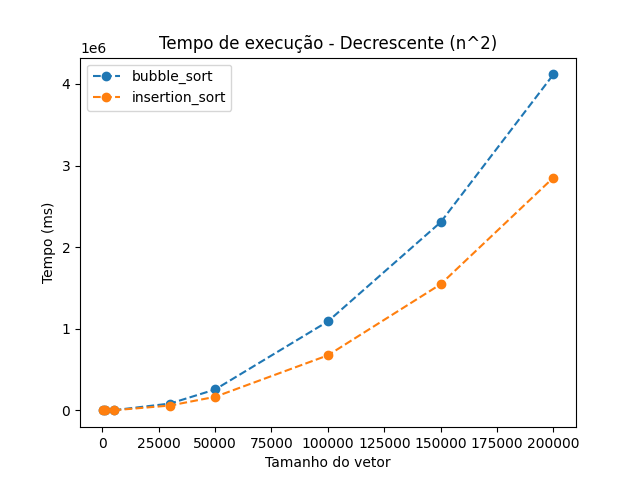 Tempo de execução - Decrescente (n^2)
1e6
bubble_sort
insertion_sort
4
3
2
1
0
Tempo (ms)
0 25000 50000 75000 100000 125000 150000 175000 200000
Tamanho do vetor